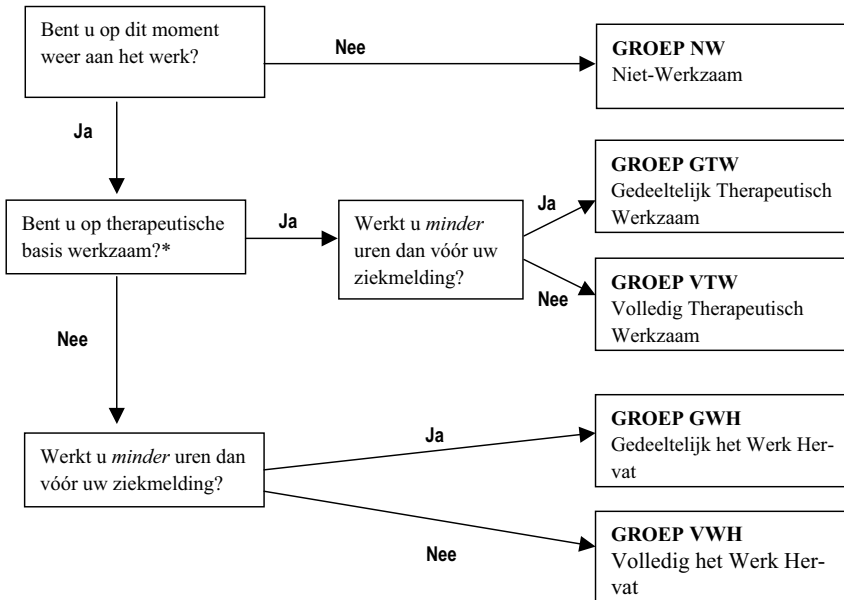 Bent u op dit moment
weer aan het werk?
Nee
GROEP NW
Niet-Werkzaam
Ja
Bent u op therapeutische
basis werkzaam?*
Ja
Werkt u minder
uren dan vóór uw
ziekmelding?
Ja
GROEP GTW
Gedeeltelijk Therapeutisch
Werkzaam
Nee
GROEP VTW
Volledig Therapeutisch
Werkzaam
Nee
Werkt u minder uren dan
vóór uw ziekmelding?
Ja
GROEP GWH
Gedeeltelijk het Werk Her-
vat
Nee
GROEP VWH
Volledig het Werk Her-
vat